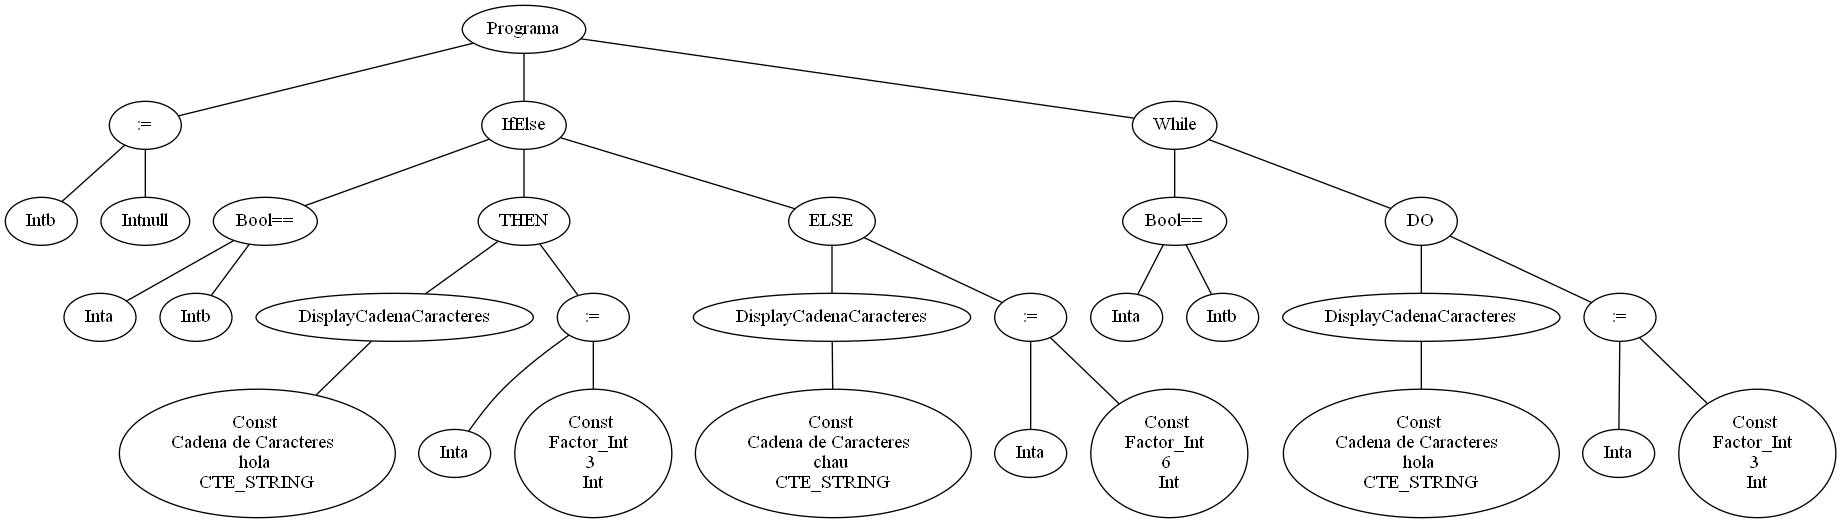 Programa
:=
IfElse
While
Intb
Intnull
Bool==
THEN
ELSE
Bool==
DO
Inta
Intb
DisplayCadenaCaracteres
:=
DisplayCadenaCaracteres
:=
Inta
Intb
DisplayCadenaCaracteres
:=
Const
Cadena de Caracteres
hola
CTE_STRING
Inta
Const
Factor_Int
3
Int
Const
Cadena de Caracteres
chau
CTE_STRING
Inta
Const
Factor_Int
6
Int
Const
Cadena de Caracteres
hola
CTE_STRING
Inta
Const
Factor_Int
3
Int